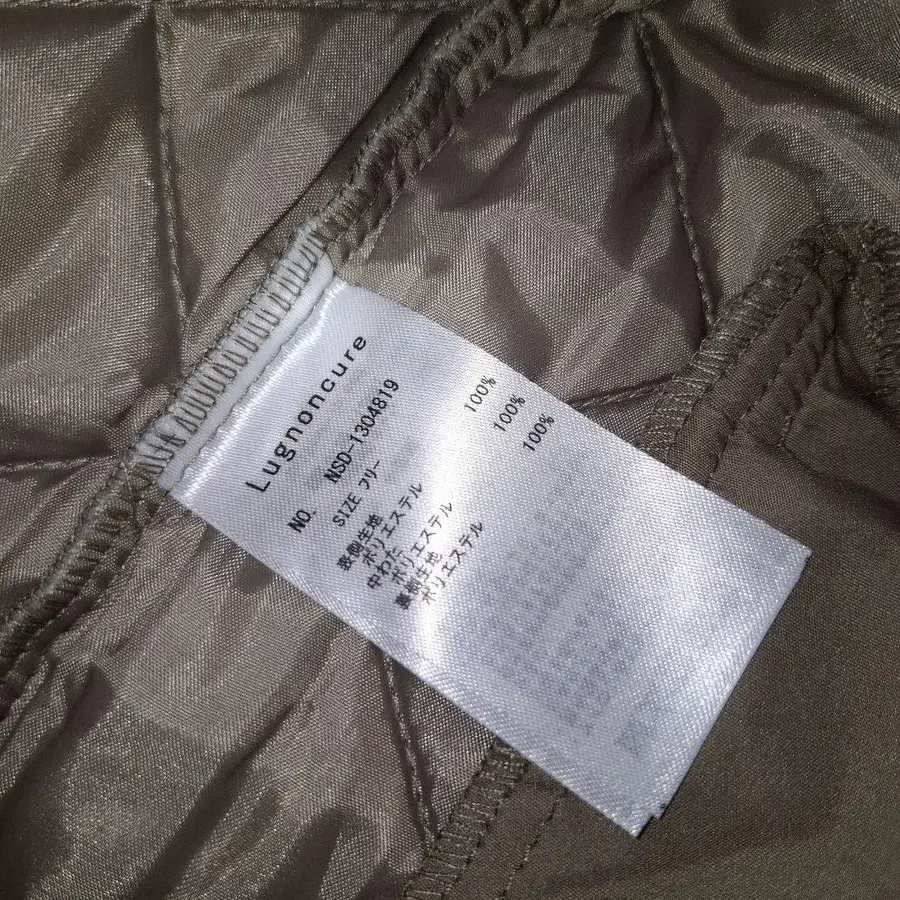 Lugnoncure
NO. NSD-1304819
SIZE フリー
表側生地
ポリエステル 100%
中わた
ポリエステル 100%
裏側生地
ポリエステル 100%